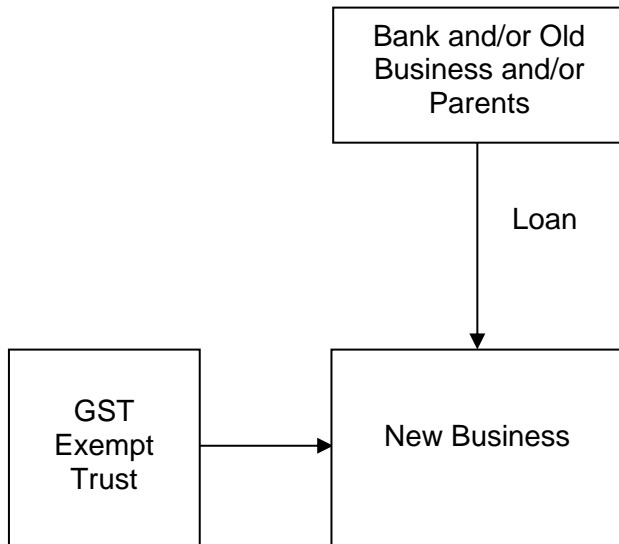 Bank and/or Old
Business and/or
Parents
Loan
GST
Exempt
Trust
New Business